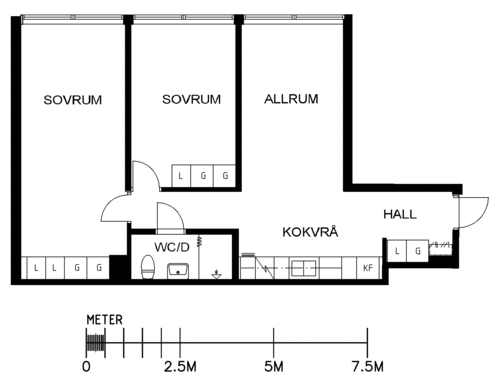 SOVRUM SOVRUM ALLRUM
L G G
HALL
KOKVRÅ
WC/D
L G
L L G G
KF
METER
0 2.5M 5M 7.5M